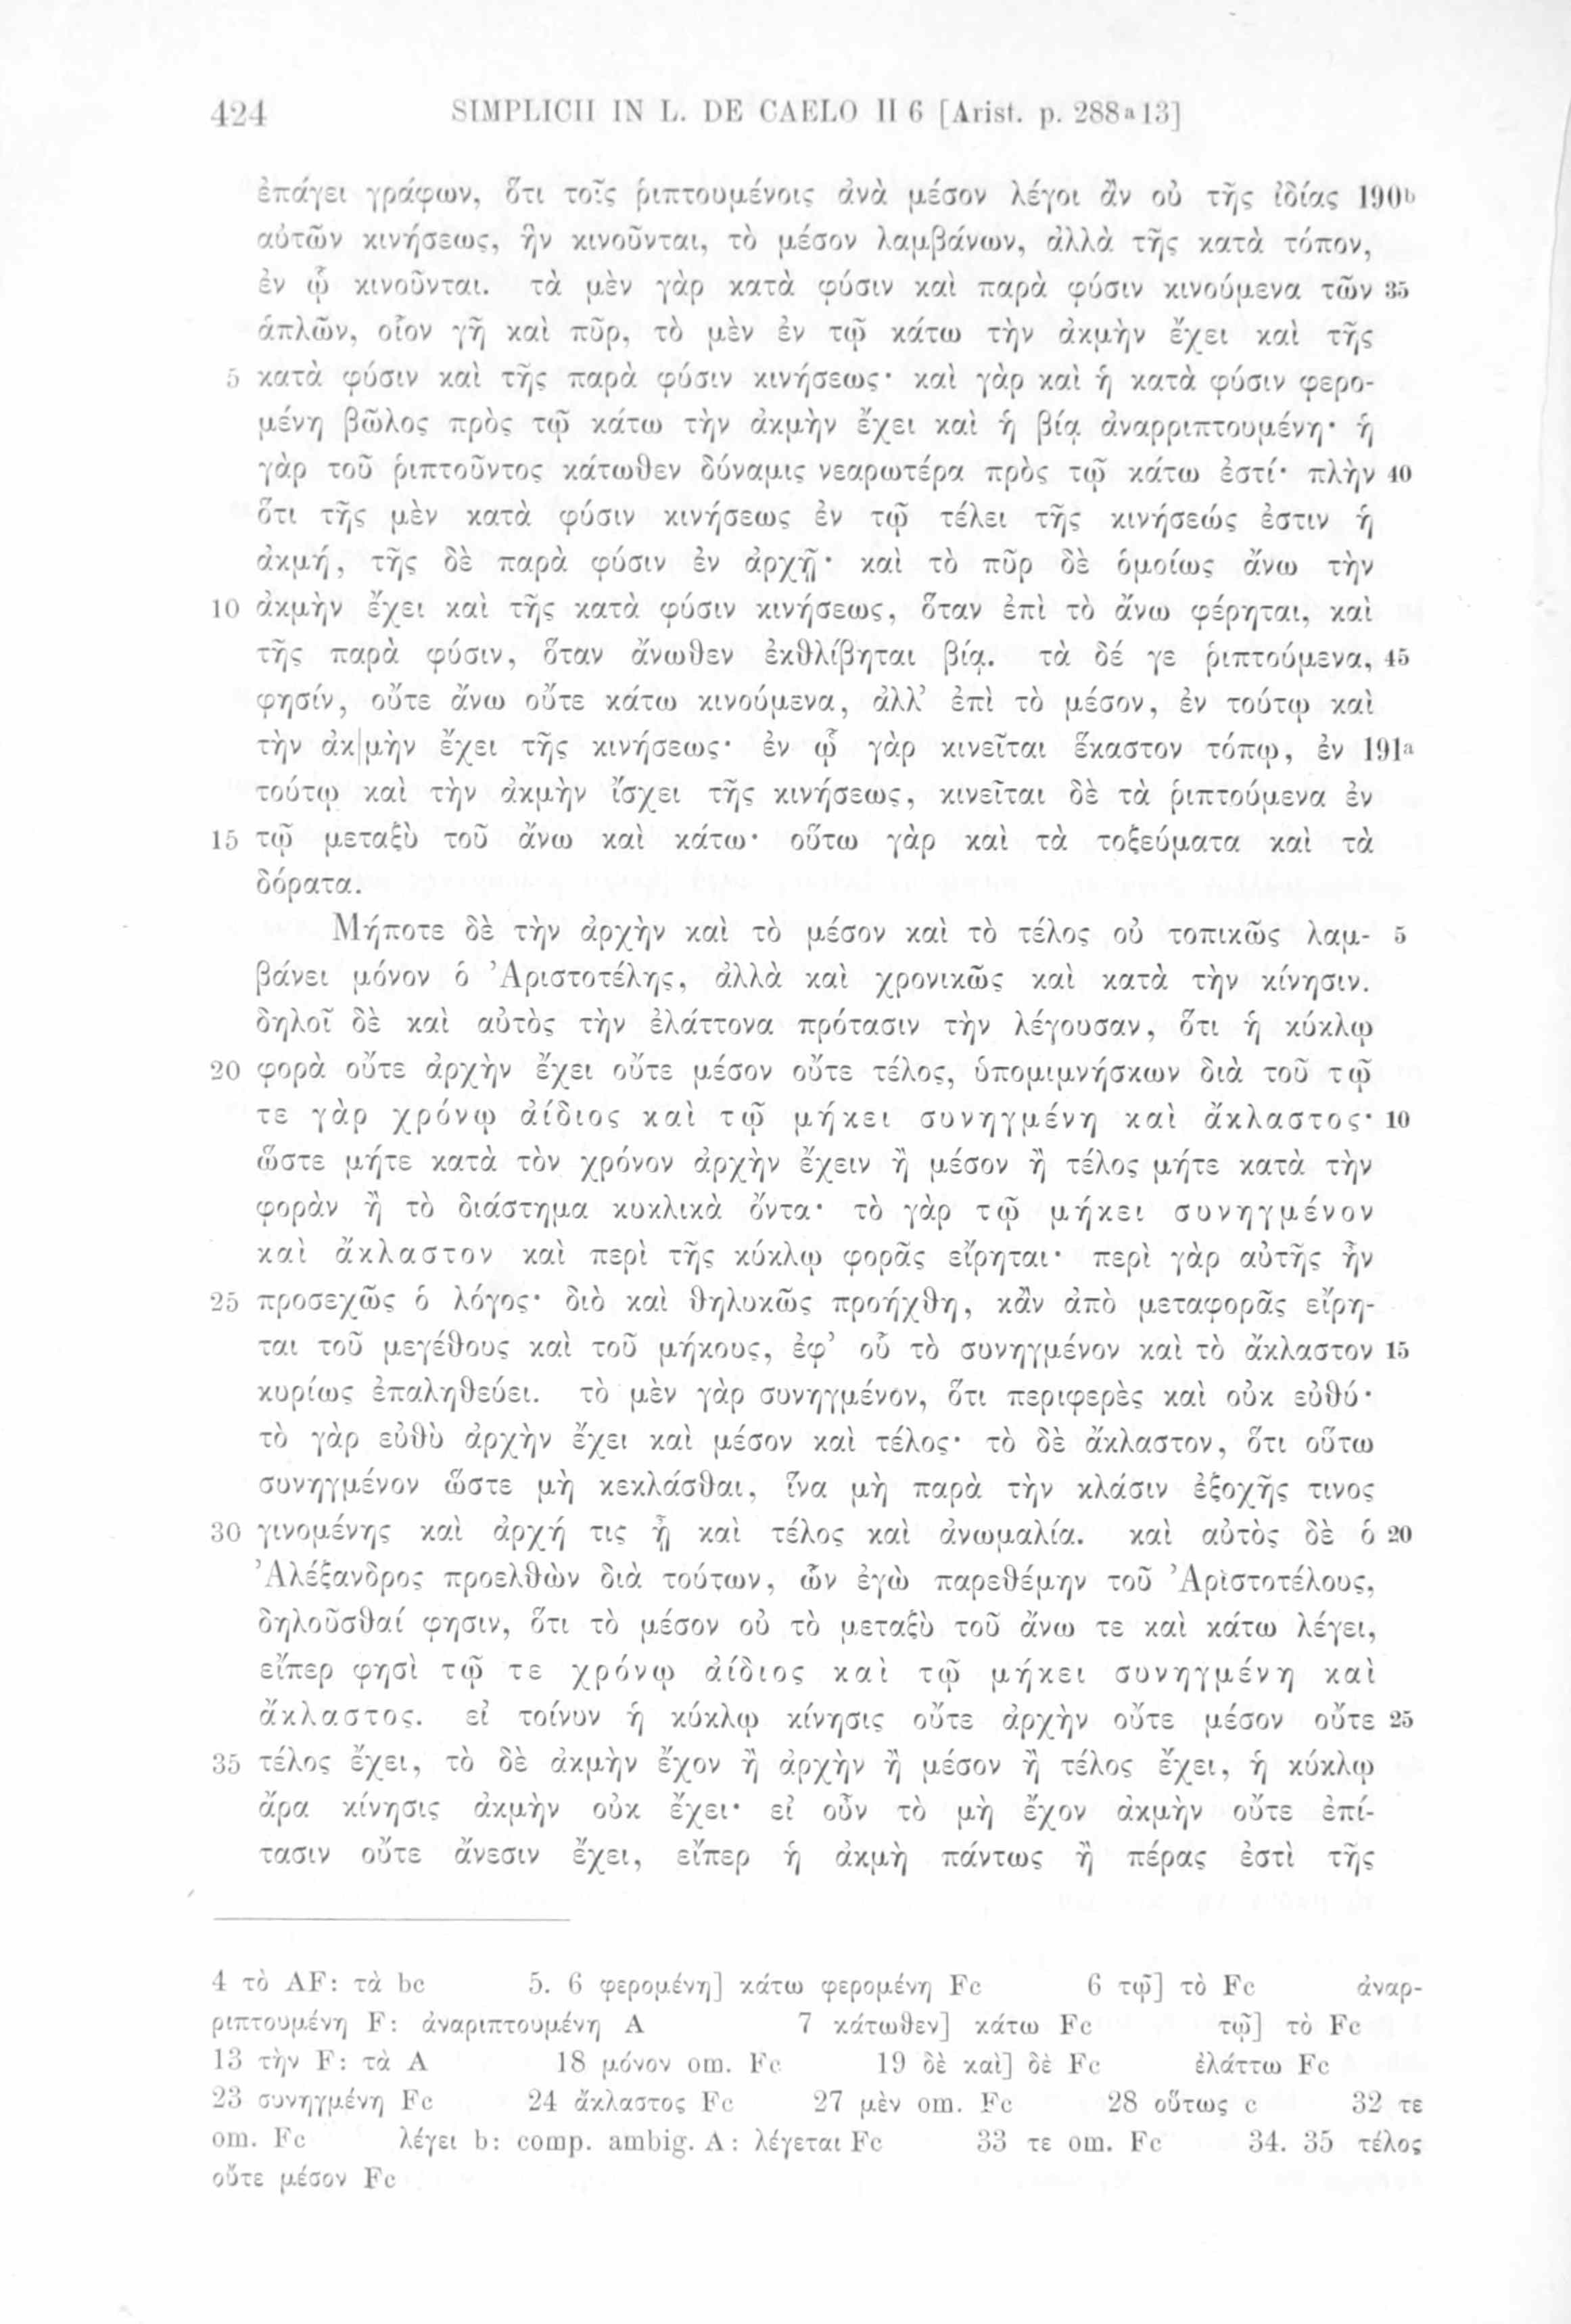 424 SIMPLICII IN L. DE CAELO II 6 [Arist. p. 288ᵃ13]
ἐπάγει γράφων, ὅτι τοῖς ῥιπτουμένοις ἀνὰ μέσον λέγοι ἂν οὐ τῆς ἰδίας 190ᵇ
αὐτῶν κινήσεως, ἣν κινοῦνται, τὸ μέσον λαμβάνων, ἀλλὰ τῆς κατὰ τόπον,
ἐν ᾧ κινοῦνται. τὰ μὲν γὰρ κατὰ φύσιν καὶ παρὰ φύσιν κινούμενα τῶν 35
ἁπλῶν, οἷον γῆ καὶ πῦρ, τὸ μὲν ἐν τῷ κάτω τὴν ἀκμὴν ἔχει καὶ τῆς
5 κατὰ φύσιν καὶ τῆς παρὰ φύσιν κινήσεως· καὶ γὰρ καὶ ἡ κατὰ φύσιν φερο-
μένη βῶλος πρὸς τῷ κάτω τὴν ἀκμὴν ἔχει καὶ ἡ βίᾳ ἀναρριπτουμένη· ἡ
γὰρ τοῦ ῥιπτοῦντος κάτωθεν δύναμις νεαρωτέρα πρὸς τῷ κάτω ἐστί· πλὴν 40
ὅτι τῆς μὲν κατὰ φύσιν κινήσεως ἐν τῷ τέλει τῆς κινήσεώς ἐστιν ἡ
ἀκμή, τῆς δὲ παρὰ φύσιν ἐν ἀρχῇ· καὶ τὸ πῦρ δὲ ὁμοίως ἄνω τὴν
10 ἀκμὴν ἔχει καὶ τῆς κατὰ φύσιν κινήσεως, ὅταν ἐπὶ τὸ ἄνω φέρηται, καὶ
τῆς παρὰ φύσιν, ὅταν ἄνωθεν ἐκθλίβηται βίᾳ. τὰ δέ γε ῥιπτούμενα, 45
φησίν, οὔτε ἄνω οὔτε κάτω κινούμενα, ἀλλ’ ἐπὶ τὸ μέσον, ἐν τούτῳ καὶ
τὴν ἀκ|μὴν ἔχει τῆς κινήσεως· ἐν ᾧ γὰρ κινεῖται ἕκαστον τόπῳ, ἐν 191ᵃ
τούτῳ καὶ τὴν ἀκμὴν ἴσχει τῆς κινήσεως, κινεῖται δὲ τὰ ῥιπτούμενα ἐν
15 τῷ μεταξὺ τοῦ ἄνω καὶ κάτω· οὕτω γὰρ καὶ τὰ τοξεύματα καὶ τὰ
δόρατα.
Μήποτε δὲ τὴν ἀρχὴν καὶ τὸ μέσον καὶ τὸ τέλος οὐ τοπικῶς λαμ- 5
βάνει μόνον ὁ Ἀριστοτέλης, ἀλλὰ καὶ χρονικῶς καὶ κατὰ τὴν κίνησιν.
δηλοῖ δὲ καὶ αὐτὸς τὴν ἐλάττονα πρότασιν τὴν λέγουσαν, ὅτι ἡ κύκλῳ
20 φορὰ οὔτε ἀρχὴν ἔχει οὔτε μέσον οὔτε τέλος, ὑπομιμνήσκων διὰ τοῦ τῷ
τε γὰρ χρόνῳ ἀίδιος καὶ τῷ μήκει συνηγμένη καὶ ἄκλαστος· 10
ὥστε μήτε κατὰ τὸν χρόνον ἀρχὴν ἔχειν ἢ μέσον ἢ τέλος μήτε κατὰ τὴν
φορὰν ἢ τὸ διάστημα κυκλικὰ ὄντα· τὸ γὰρ τῷ μήκει συνηγμένον
καὶ ἄκλαστον καὶ περὶ τῆς κύκλῳ φορᾶς εἴρηται· περὶ γὰρ αὐτῆς ἦν
25 προσεχῶς ὁ λόγος· διὸ καὶ θηλυκῶς προήχθη, κἂν ἀπὸ μεταφορᾶς εἴρη-
ται τοῦ μεγέθους καὶ τοῦ μήκους, ἐφ’ οὗ τὸ συνηγμένον καὶ τὸ ἄκλαστον 15
κυρίως ἐπαληθεύει. τὸ μὲν γὰρ συνηγμένον, ὅτι περιφερὲς καὶ οὐκ εὐθύ·
τὸ γὰρ εὐθὺ ἀρχὴν ἔχει καὶ μέσον καὶ τέλος· τὸ δὲ ἄκλαστον, ὅτι οὕτω
συνηγμένον ὥστε μὴ κεκλάσθαι, ἵνα μὴ παρὰ τὴν κλάσιν ἐξοχῆς τινος
30 γινομένης καὶ ἀρχή τις ᾖ καὶ τέλος καὶ ἀνωμαλία. καὶ αὐτὸς δὲ ὁ 20
Ἀλέξανδρος προελθὼν διὰ τούτων, ὧν ἐγὼ παρεθέμην τοῦ Ἀριστοτέλους,
δηλοῦσθαί φησιν, ὅτι τὸ μέσον οὐ τὸ μεταξὺ τοῦ ἄνω τε καὶ κάτω λέγει,
εἴπερ φησὶ τῷ τε χρόνῳ ἀίδιος καὶ τῷ μήκει συνηγμένη καὶ
ἄκλαστος. εἰ τοίνυν ἡ κύκλῳ κίνησις οὔτε ἀρχὴν οὔτε μέσον οὔτε 25
35 τέλος ἔχει, τὸ δὲ ἀκμὴν ἔχον ἢ ἀρχὴν ἢ μέσον ἢ τέλος ἔχει, ἡ κύκλῳ
ἄρα κίνησις ἀκμὴν οὐκ ἔχει· εἰ οὖν τὸ μὴ ἔχον ἀκμὴν οὔτε ἐπί-
τασιν οὔτε ἄνεσιν ἔχει, εἴπερ ἡ ἀκμὴ πάντως ἢ πέρας ἐστὶ τῆς
4 τὸ AF: τὰ bc 5. 6 φερομένη] κάτω φερομένη Fc 6 τῷ] τὸ Fc ἀναρ-
ριπτουμένη F: ἀναριπτουμένη A 7 κάτωθεν] κάτω Fc τῷ] τὸ Fc
13 τὴν F: τὰ A 18 μόνον om. Fc 19 δὲ καὶ] δὲ Fc ἐλάττω Fc
23 συνηγμένη Fc 24 ἄκλαστος Fc 27 μὲν om. Fc 28 οὕτως c 32 τε
om. Fc λέγει b: comp. ambig. A: λέγεται Fc 33 τε om. Fc 34. 35 τέλος
οὔτε μέσον Fc